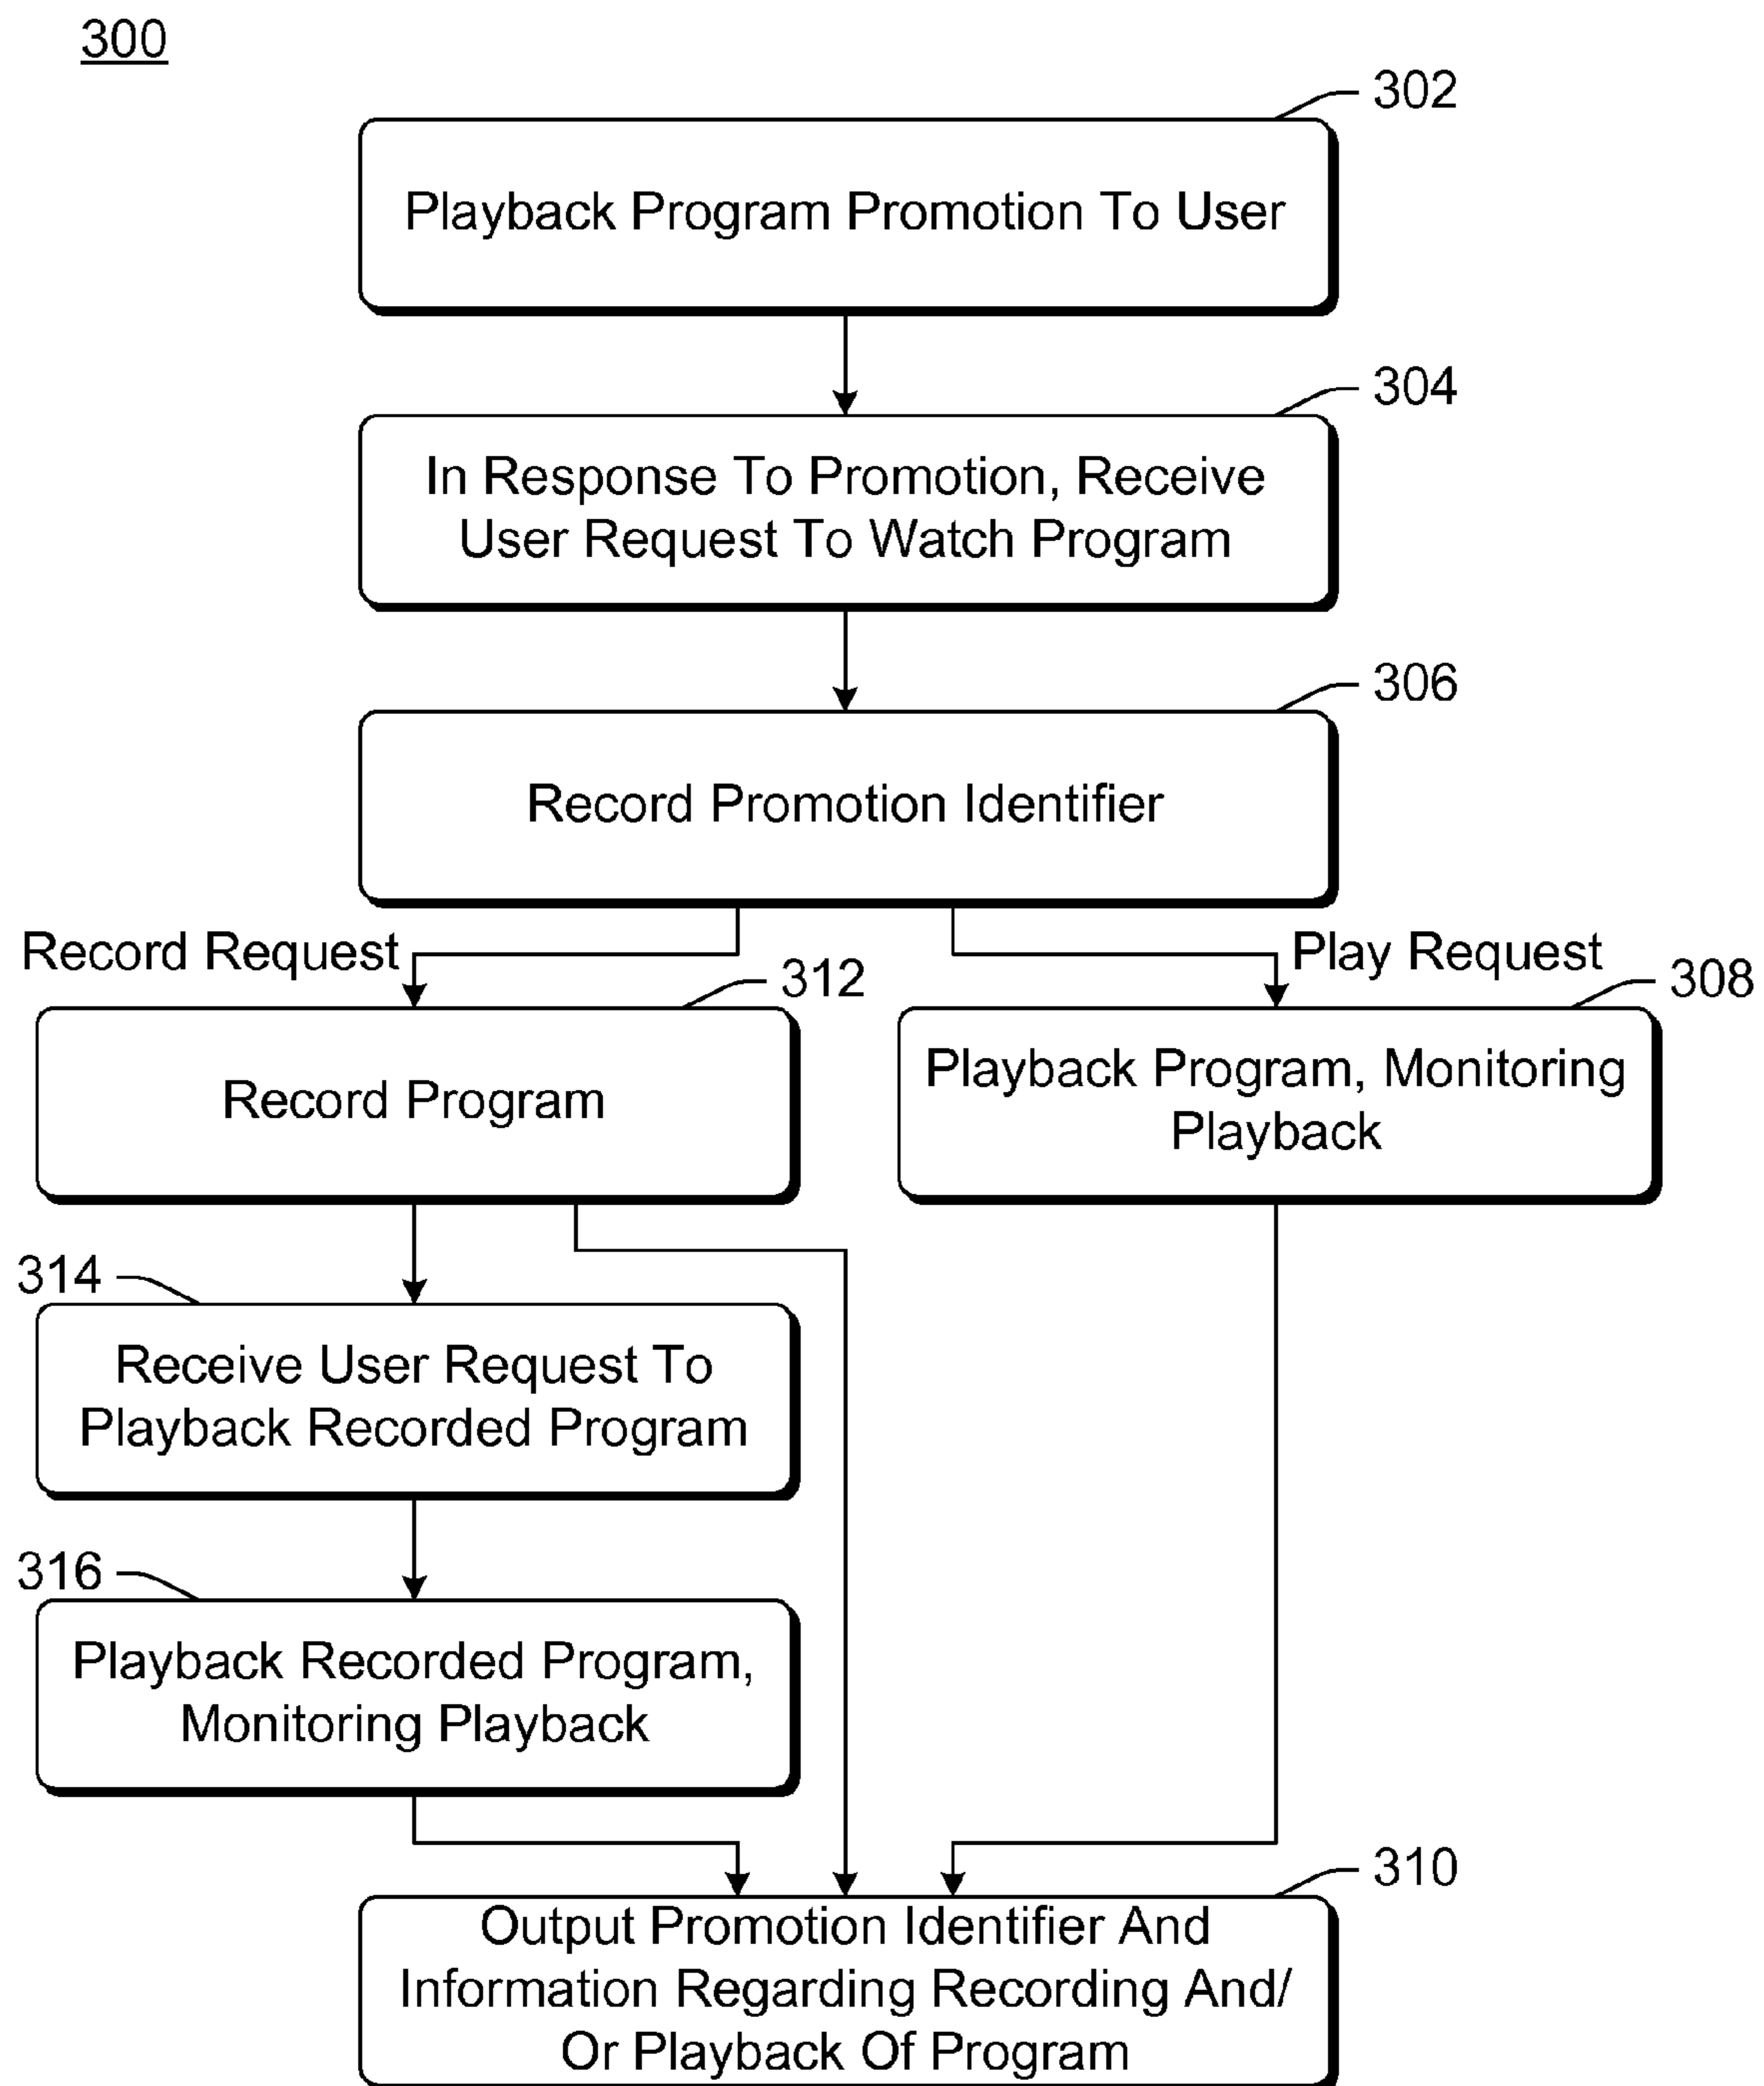 300
302
Playback Program Promotion To User
304
In Response To Promotion, Receive
User Request To Watch Program
306
Record Promotion Identifier
Record Request
Play Request
312
308
Record Program
Playback Program, Monitoring
Playback
314
Receive User Request To
Playback Recorded Program
316
Playback Recorded Program,
Monitoring Playback
310
Output Promotion Identifier And
Information Regarding Recording And/
Or Playback Of Program